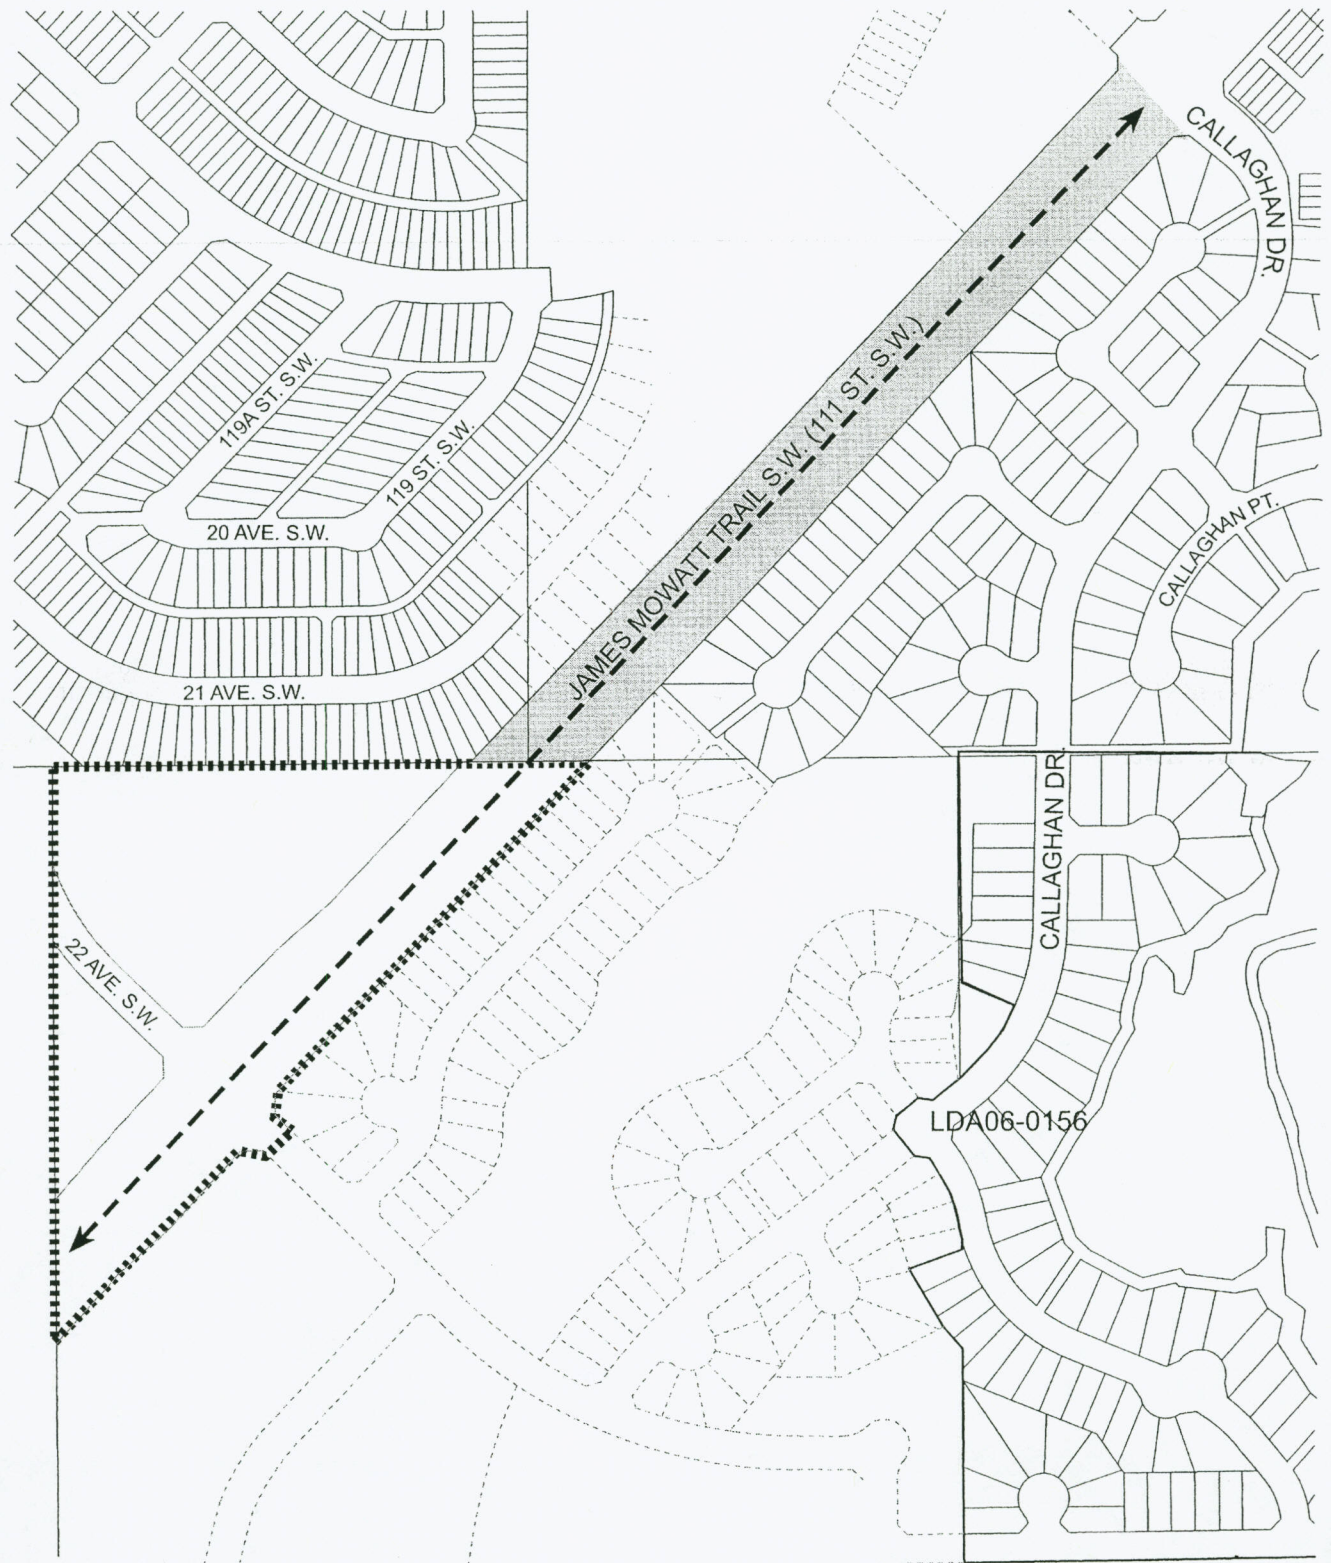 CALLAGHAN DR.
JAMES MOWATT TRAIL S.W. (111 ST. S.W.)
119A ST. S.W.
119 ST. S.W.
20 AVE. S.W.
CALLAGHAN PT.
21 AVE. S.W.
CALLAGHAN DR.
22 AVE. S.W.
LDA06-0156